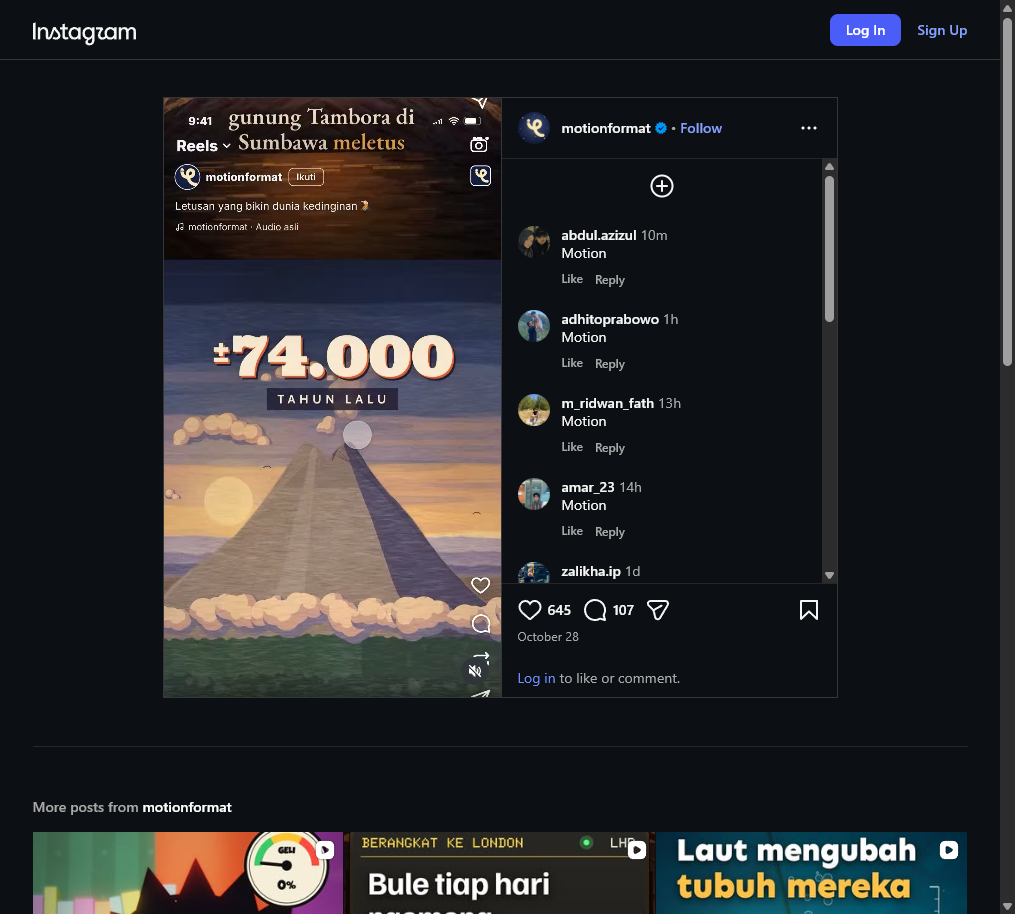 Instagram
Log In
Sign Up
9:41
gunung Tambora di
Sumbawa meletus
Reels
motionformat
Ikuti
Letusan yang bikin dunia kedinginan
motionformat · Audio asli
±74.000
TAHUN LALU
motionformat • Follow
abdul.azizul 10m
Motion
Like Reply
adhitoprabowo 1h
Motion
Like Reply
m_ridwan_fath 13h
Motion
Like Reply
amar_23 14h
Motion
Like Reply
zalikha.ip 1d
645 107
October 28
Log in to like or comment.
More posts from motionformat
GELI
0%
BERANGKAT KE LONDON
Bule tiap hari
Laut mengubah
tubuh mereka